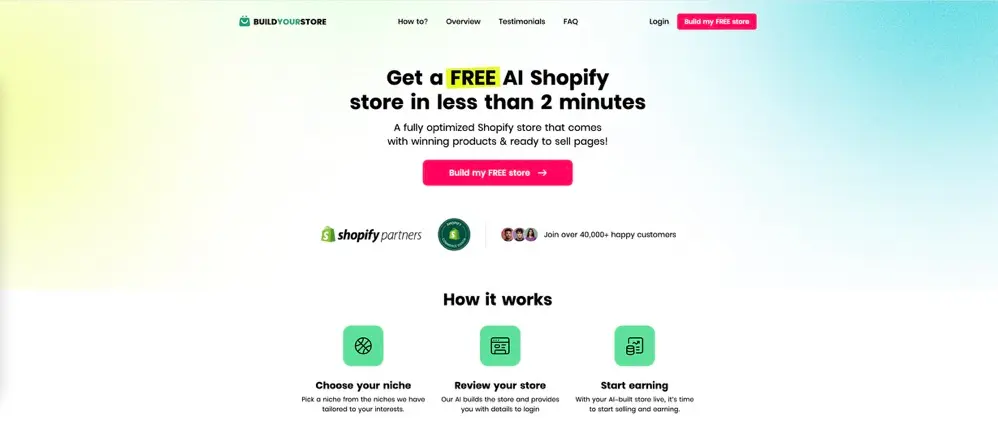 BUILDYOURSTORE
How to?
Overview
Testimonials
FAQ
Login
Build my FREE store
Get a FREE AI Shopify
store in less than 2 minutes
A fully optimized Shopify store that comes
with winning products & ready to sell pages!
Build my FREE store →
shopify partners
SHOPIFY
Join over 40,000+ happy customers
How it works
Choose your niche
Pick a niche from the niches we have
tailored to your interests.
Review your store
Our AI builds the store and provides
you with details to login
Start earning
With your AI-built store live, it's time
to start selling and earning.